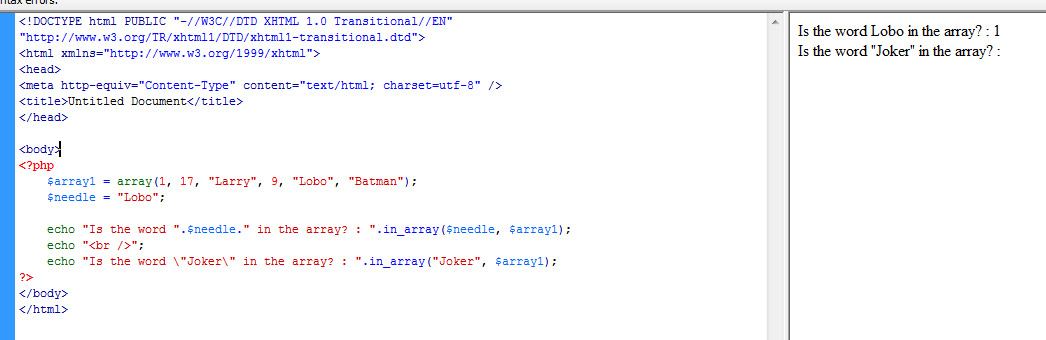 ntax errors.
<!DOCTYPE html PUBLIC "-//W3C//DTD XHTML 1.0 Transitional//EN"
"http://www.w3.org/TR/xhtml1/DTD/xhtml1-transitional.dtd">
<html xmlns="http://www.w3.org/1999/xhtml">
<head>
<meta http-equiv="Content-Type" content="text/html; charset=utf-8" />
<title>Untitled Document</title>
</head>
<body>
<?php
$array1 = array(1, 17, "Larry", 9, "Lobo", "Batman");
$needle = "Lobo";
echo "Is the word ".$needle." in the array? : ".in_array($needle, $array1);
echo "<br />";
echo "Is the word \"Joker\" in the array? : ".in_array("Joker", $array1);
?>
</body>
</html>
Is the word Lobo in the array? : 1
Is the word "Joker" in the array? :